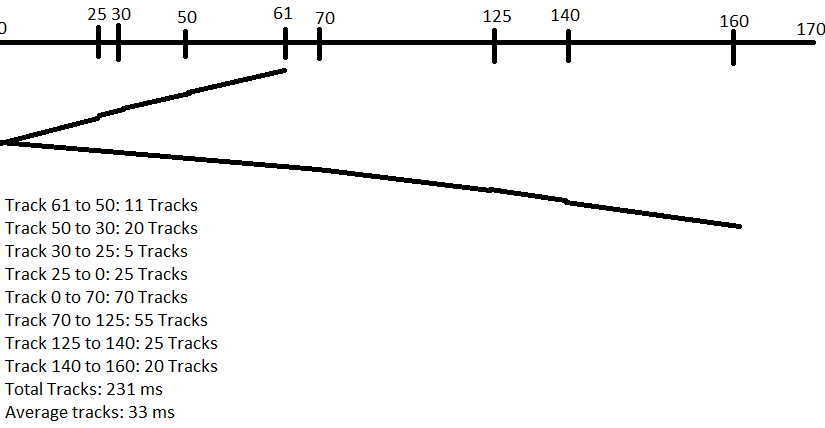 0 25 30 50 61 70 125 140 160 170
Track 61 to 50: 11 Tracks
Track 50 to 30: 20 Tracks
Track 30 to 25: 5 Tracks
Track 25 to 0: 25 Tracks
Track 0 to 70: 70 Tracks
Track 70 to 125: 55 Tracks
Track 125 to 140: 25 Tracks
Track 140 to 160: 20 Tracks
Total Tracks: 231 ms
Average tracks: 33 ms